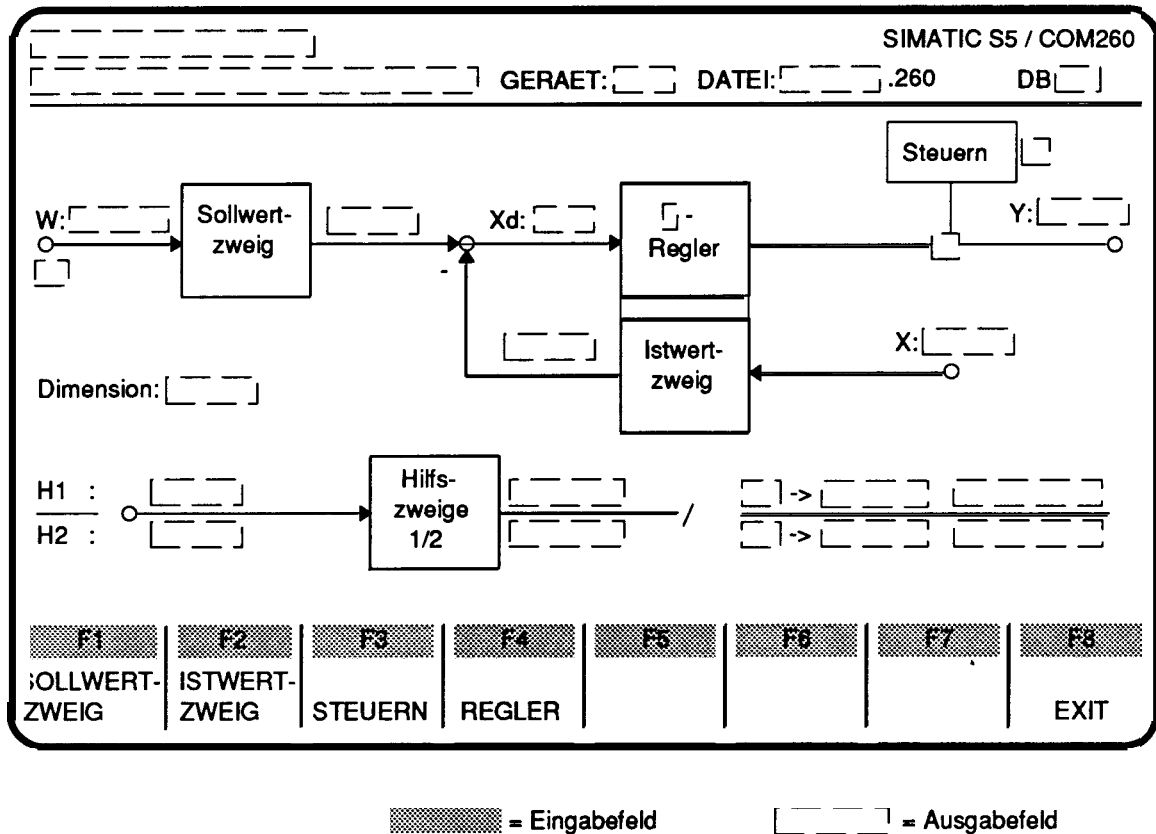 SIMATIC S5 / COM260
GERAET: DATEI: .260 DB
Steuern
W:
Sollwert-
zweig
Xd:
-
Regler
Y:
-
Istwert-
zweig
X:
Dimension:
H1 :
H2 :
Hilfs-
zweige
1/2
/
->
->
F1 F2 F3 F4 F5 F6 F7 F8
SOLLWERT-
ZWEIG
ISTWERT-
ZWEIG
STEUERN
REGLER
EXIT
= Eingabefeld
= Ausgabefeld